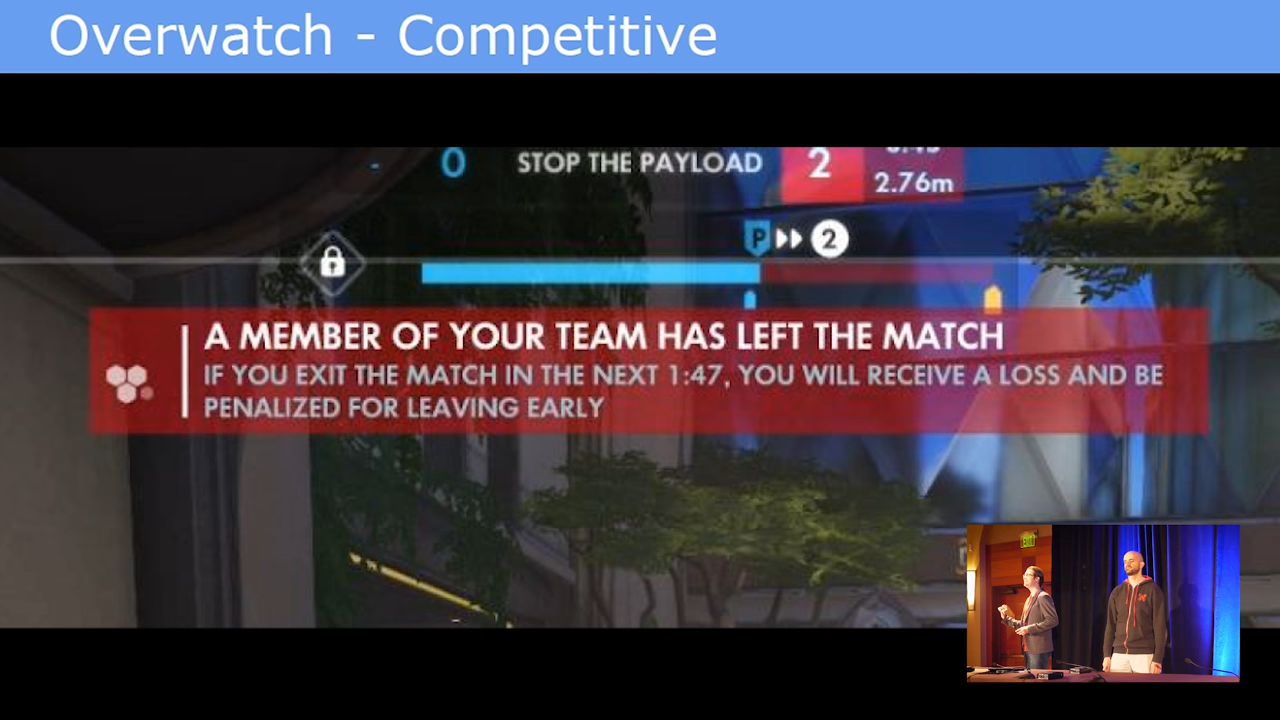 Overwatch - Competitive
0 STOP THE PAYLOAD 2
2.76m
P 2
A MEMBER OF YOUR TEAM HAS LEFT THE MATCH
IF YOU EXIT THE MATCH IN THE NEXT 1:47, YOU WILL RECEIVE A LOSS AND BE
PENALIZED FOR LEAVING EARLY
EXIT